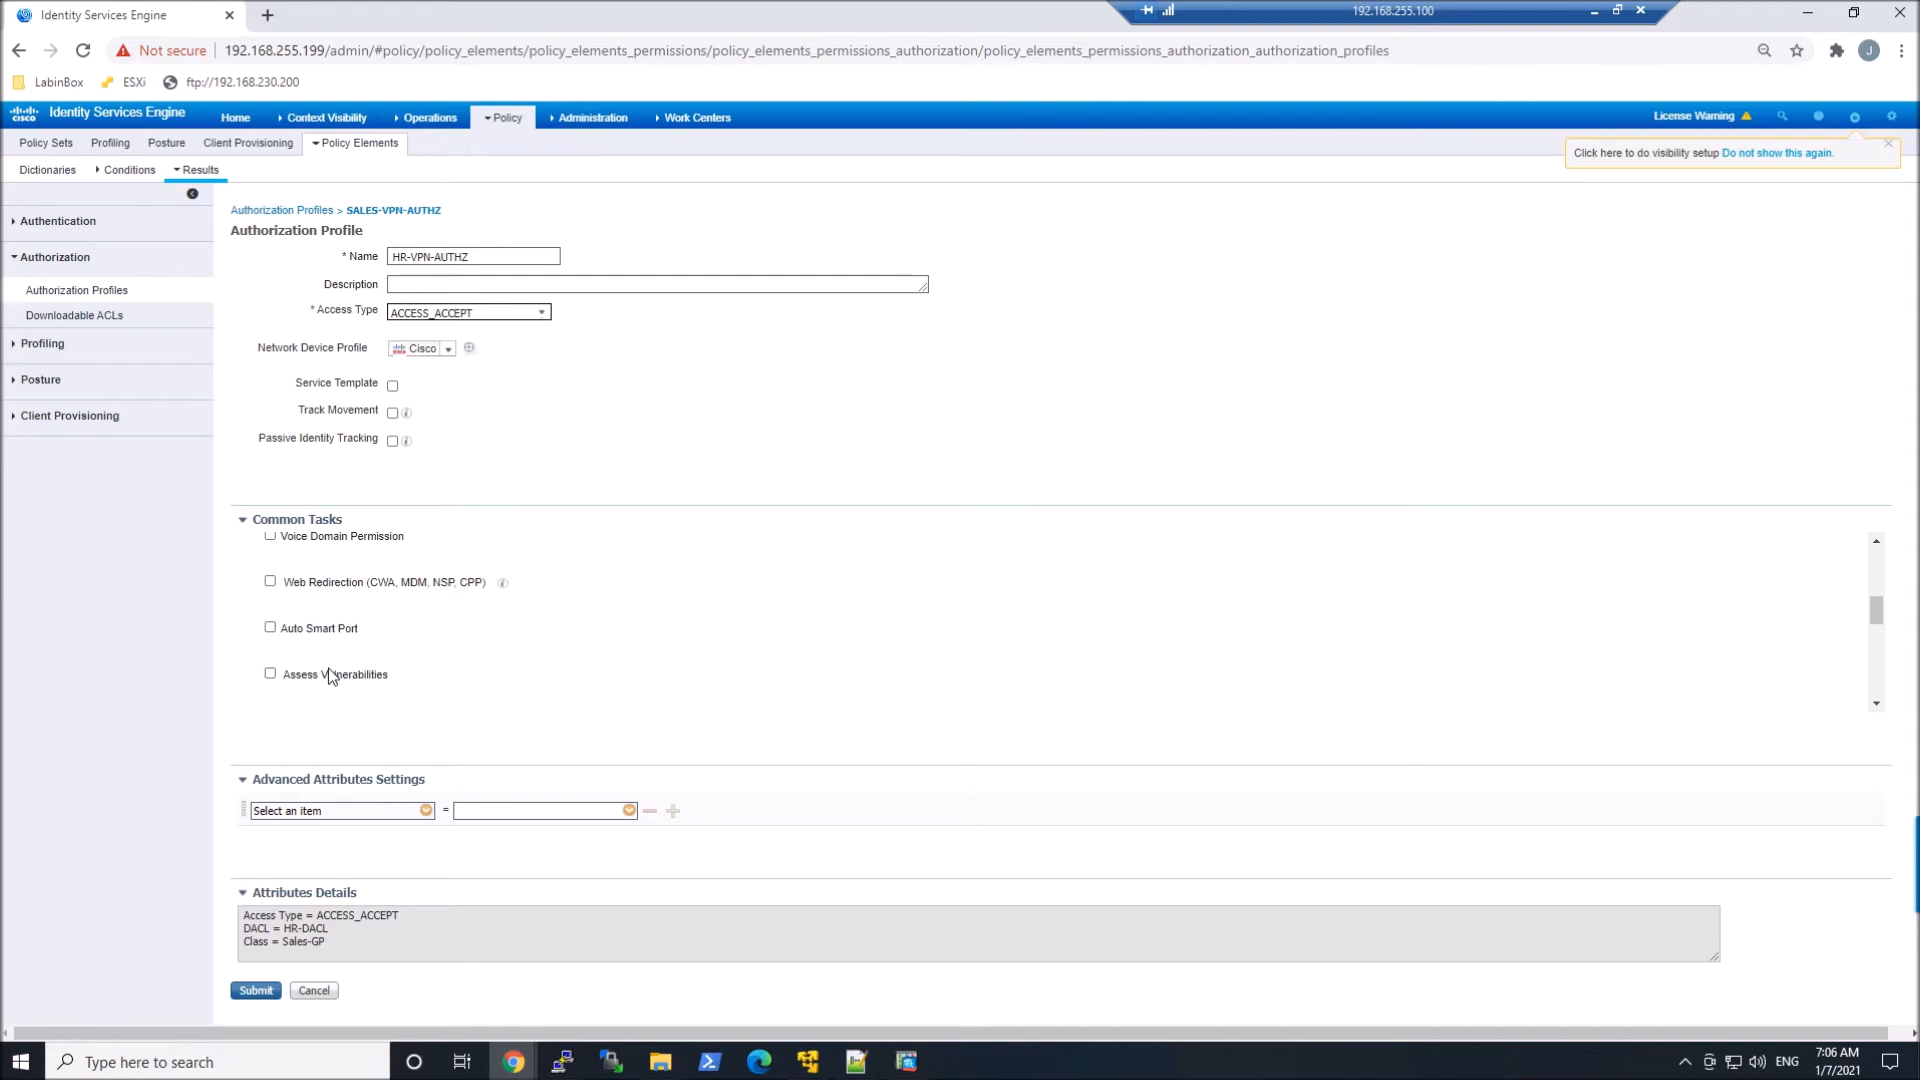 Identity Services Engine
192.168.255.100
Not secure
192.168.255.199/admin/#policy/policy_elements/policy_elements_permissions/policy_elements_permissions_authorization/policy_elements_permissions_authorization_authorization_profiles
J
LabinBox
ESXi
ftp://192.168.230.200
cisco
Identity Services Engine
Home
Context Visibility
Operations
Policy
Administration
Work Centers
License Warning
Policy Sets
Profiling
Posture
Client Provisioning
Policy Elements
Click here to do visibility setup Do not show this again.
Dictionaries
Conditions
Results
Authentication
Authorization
Authorization Profiles
Downloadable ACLs
Profiling
Posture
Client Provisioning
Authorization Profiles > SALES-VPN-AUTHZ
Authorization Profile
* Name HR-VPN-AUTHZ
Description
* Access Type ACCESS_ACCEPT
Network Device Profile Cisco
Service Template
Track Movement
Passive Identity Tracking
Common Tasks
Voice Domain Permission
Web Redirection (CWA, MDM, NSP, CPP)
Auto Smart Port
Assess Vulnerabilities
Advanced Attributes Settings
Select an item =
Attributes Details
Access Type = ACCESS_ACCEPT
DACL = HR-DACL
Class = Sales-GP
Submit
Cancel
Type here to search
ENG
7:06 AM
1/7/2021